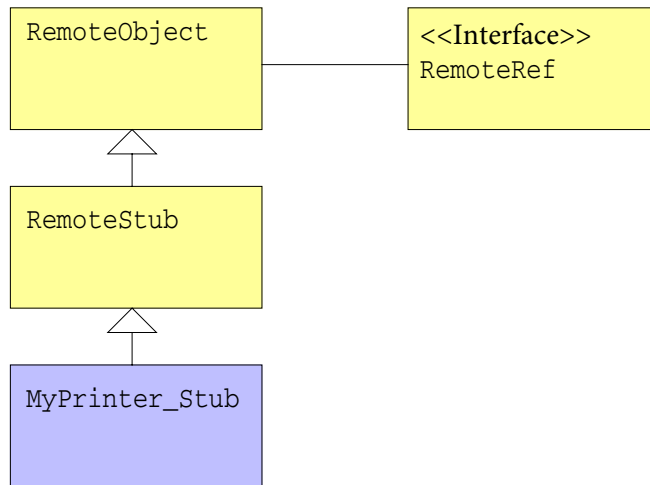 RemoteObject
<<Interface>>
RemoteRef
RemoteStub
MyPrinter_Stub